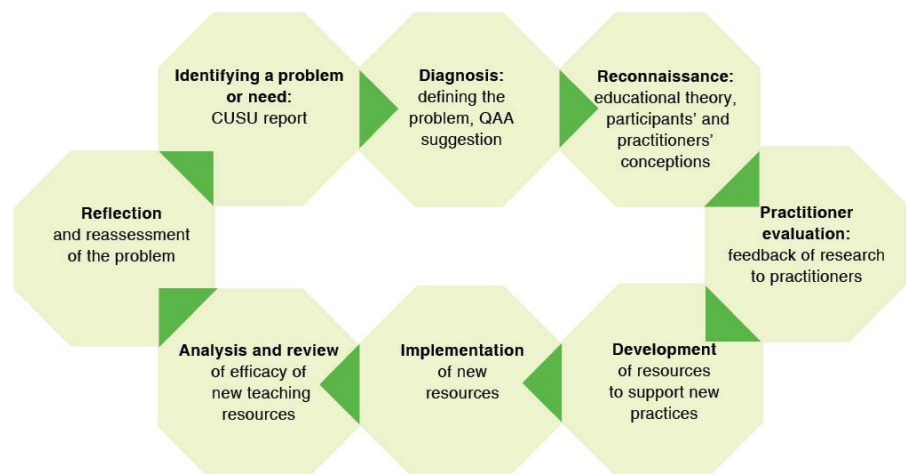 Identifying a problem
or need:
CUSU report
Diagnosis:
defining the
problem, QAA
suggestion
Reconnaissance:
educational theory,
participants’ and
practitioners’
conceptions
Practitioner
evaluation:
feedback of research
to practitioners
Development
of resources
to support new
practices
Implementation
of new
resources
Analysis and review
of efficacy of
new teaching
resources
Reflection
and reassessment
of the problem